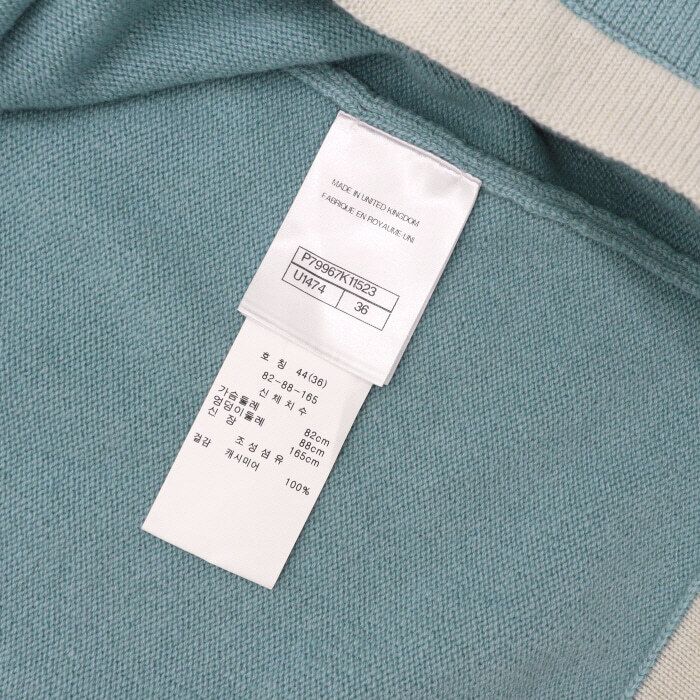 MADE IN UNITED KINGDOM
FABRIQUE EN ROYAUME-UNI
P79967K11523
U1474 36
호 칭 44(36)
82-88-165
신 체 치 수
가슴둘레 82cm
엉덩이둘레 88cm
신 장 165cm
조 성 섬 유
겉감 캐시미어 100%